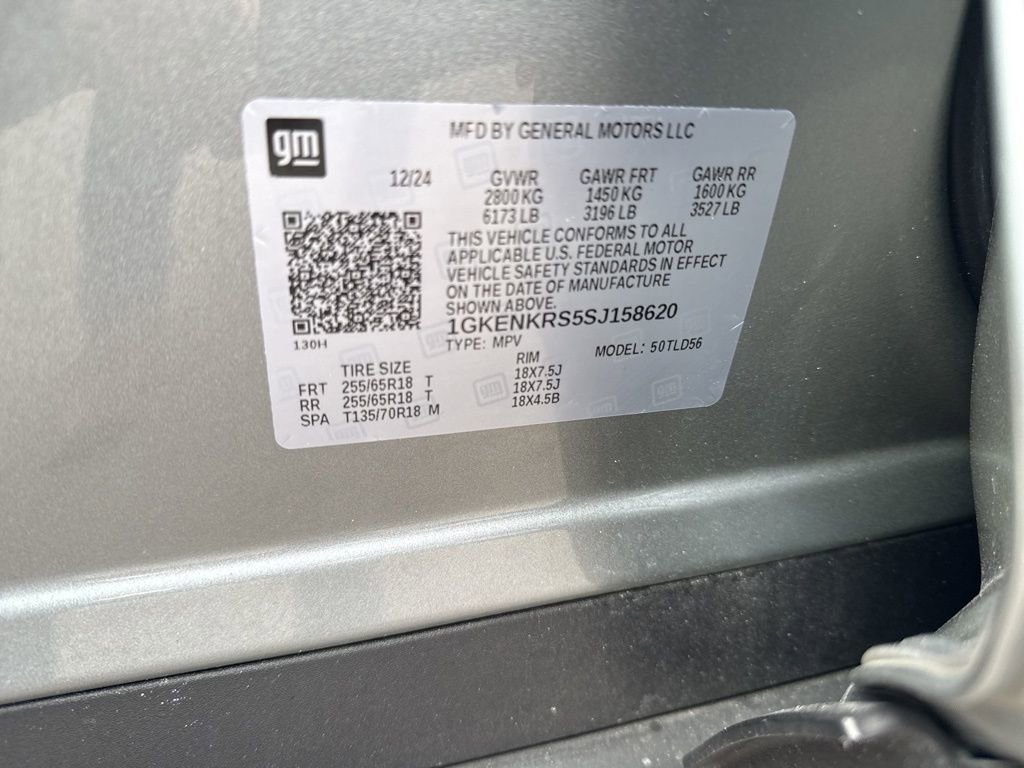 gm
MFD BY GENERAL MOTORS LLC
12/24 GVWR GAWR FRT GAWR RR
2800 KG 1450 KG 1600 KG
6173 LB 3196 LB 3527 LB
THIS VEHICLE CONFORMS TO ALL
APPLICABLE U.S. FEDERAL MOTOR
VEHICLE SAFETY STANDARDS IN EFFECT
ON THE DATE OF MANUFACTURE
SHOWN ABOVE.
1GKENKRS5SJ158620
130H
TYPE: MPV MODEL: 50TLD56
TIRE SIZE RIM
FRT 255/65R18 T 18X7.5J
RR 255/65R18 T 18X7.5J
SPA T135/70R18 M 18X4.5B